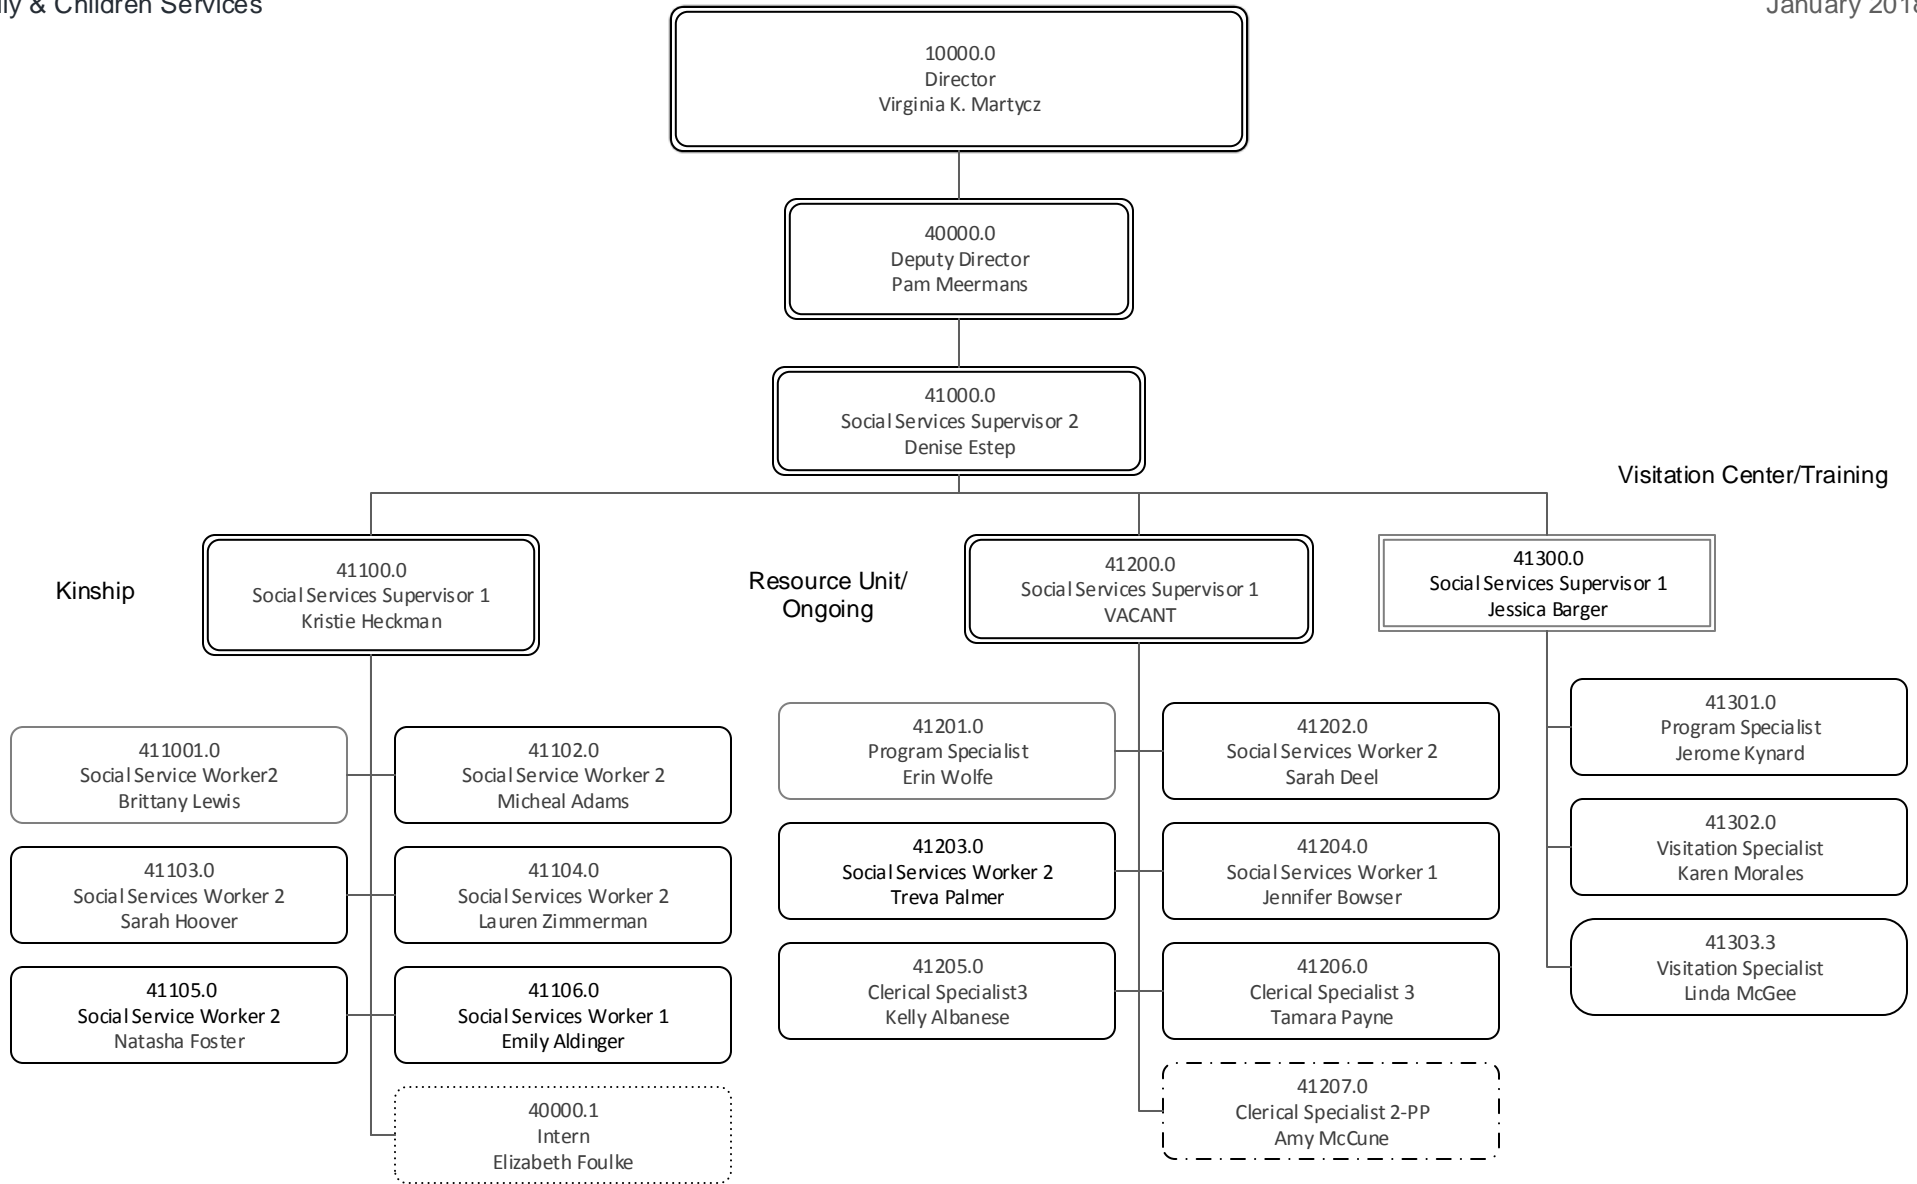 & Children Services
January 2018
10000.0
Director
Virginia K. Martycz
40000.0
Deputy Director
Pam Meermans
41000.0
Social Services Supervisor 2
Denise Estep
Visitation Center/Training
Kinship
41100.0
Social Services Supervisor 1
Kristie Heckman
Resource Unit/
Ongoing
41200.0
Social Services Supervisor 1
VACANT
41300.0
Social Services Supervisor 1
Jessica Barger
411001.0
Social Service Worker2
Brittany Lewis
41102.0
Social Service Worker 2
Micheal Adams
41103.0
Social Services Worker 2
Sarah Hoover
41104.0
Social Services Worker 2
Lauren Zimmerman
41105.0
Social Service Worker 2
Natasha Foster
41106.0
Social Services Worker 1
Emily Aldinger
40000.1
Intern
Elizabeth Foulke
41201.0
Program Specialist
Erin Wolfe
41202.0
Social Services Worker 2
Sarah Deel
41203.0
Social Services Worker 2
Treva Palmer
41204.0
Social Services Worker 1
Jennifer Bowser
41205.0
Clerical Specialist3
Kelly Albanese
41206.0
Clerical Specialist 3
Tamara Payne
41207.0
Clerical Specialist 2-PP
Amy McCune
41301.0
Program Specialist
Jerome Kynard
41302.0
Visitation Specialist
Karen Morales
41303.3
Visitation Specialist
Linda McGee